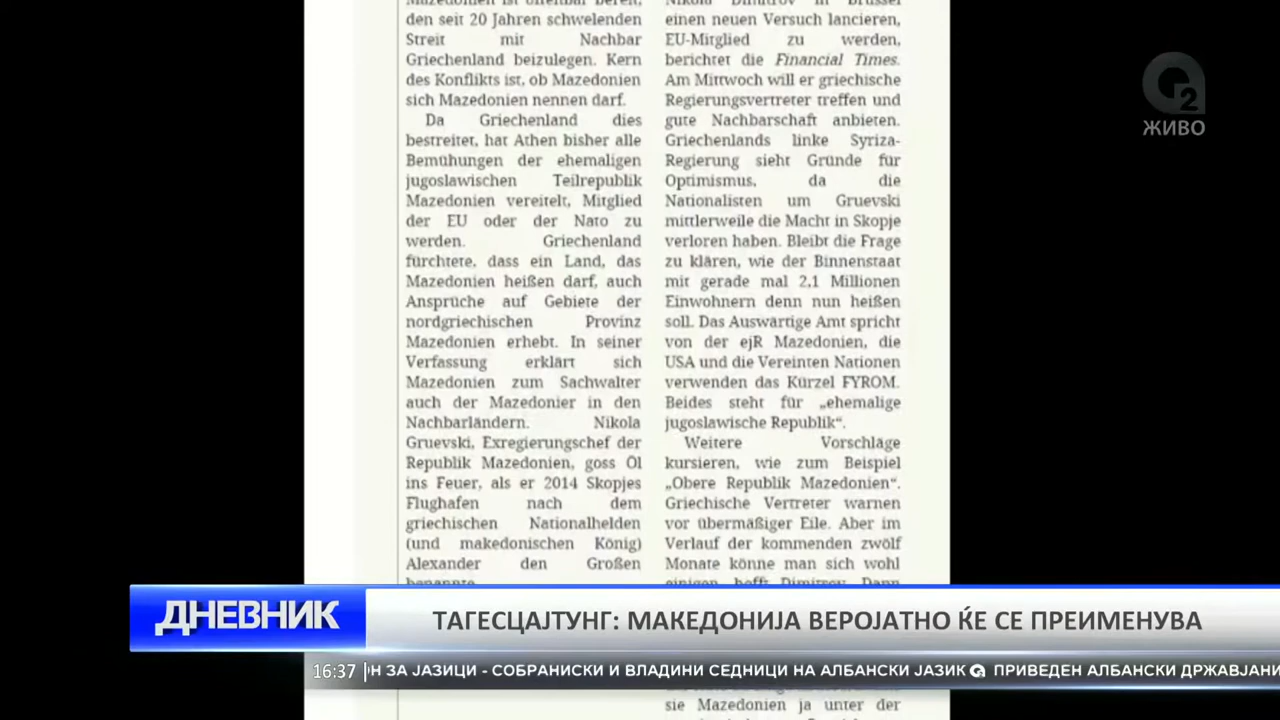 Mazedonien ist offenbar bereit,
den seit 20 Jahren schwelenden
Streit mit Nachbar
Griechenland beizulegen. Kern
des Konflikts ist, ob Mazedonien
sich Mazedonien nennen darf.
Da Griechenland dies
bestreitet, hat Athen bisher alle
Bemühungen der ehemaligen
jugoslawischen Teilrepublik
Mazedonien vereitelt, Mitglied
der EU oder der Nato zu
werden. Griechenland
fürchtete, dass ein Land, das
Mazedonien heißen darf, auch
Ansprüche auf Gebiete der
nordgriechischen Provinz
Mazedonien erhebt. In seiner
Verfassung erklärt sich
Mazedonien zum Sachwalter
auch der Mazedonier in den
Nachbarländern. Nikola
Gruevski, Exregierungschef der
Republik Mazedonien, goss Öl
ins Feuer, als er 2014 Skopjes
Flughafen nach dem
griechischen Nationalhelden
(und makedonischen König)
Alexander den Großen
benannte.
Nikola Dimitrov in Brüssel
einen neuen Versuch lancieren,
EU-Mitglied zu werden,
berichtet die Financial Times.
Am Mittwoch will er griechische
Regierungsvertreter treffen und
gute Nachbarschaft anbieten.
Griechenlands linke Syriza-
Regierung sieht Gründe für
Optimismus, da die
Nationalisten um Gruevski
mittlerweile die Macht in Skopje
verloren haben. Bleibt die Frage
zu klären, wie der Binnenstaat
mit gerade mal 2,1 Millionen
Einwohnern denn nun heißen
soll. Das Auswärtige Amt spricht
von der ejR Mazedonien, die
USA und die Vereinten Nationen
verwenden das Kürzel FYROM.
Beides steht für „ehemalige
jugoslawische Republik“.
Weitere Vorschläge
kursieren, wie zum Beispiel
„Obere Republik Mazedonien“.
Griechische Vertreter warnen
vor übermäßiger Eile. Aber im
Verlauf der kommenden zwölf
Monate könne man sich wohl
einigen, hofft Dimitrov. Dann
sie Mazedonien ja unter der
2
ЖИВО
ДНЕВНИК
ТАГЕСЦАЈТУНГ: МАКЕДОНИЈА ВЕРОЈАТНО ЌЕ СЕ ПРЕИМЕНУВА
16:37 ОН ЗА ЈАЗИЦИ - СОБРАНИСКИ И ВЛАДИНИ СЕДНИЦИ НА АЛБАНСКИ ЈАЗИК ПРИВЕДЕН АЛБАНСКИ ДРЖАВЈАНИ